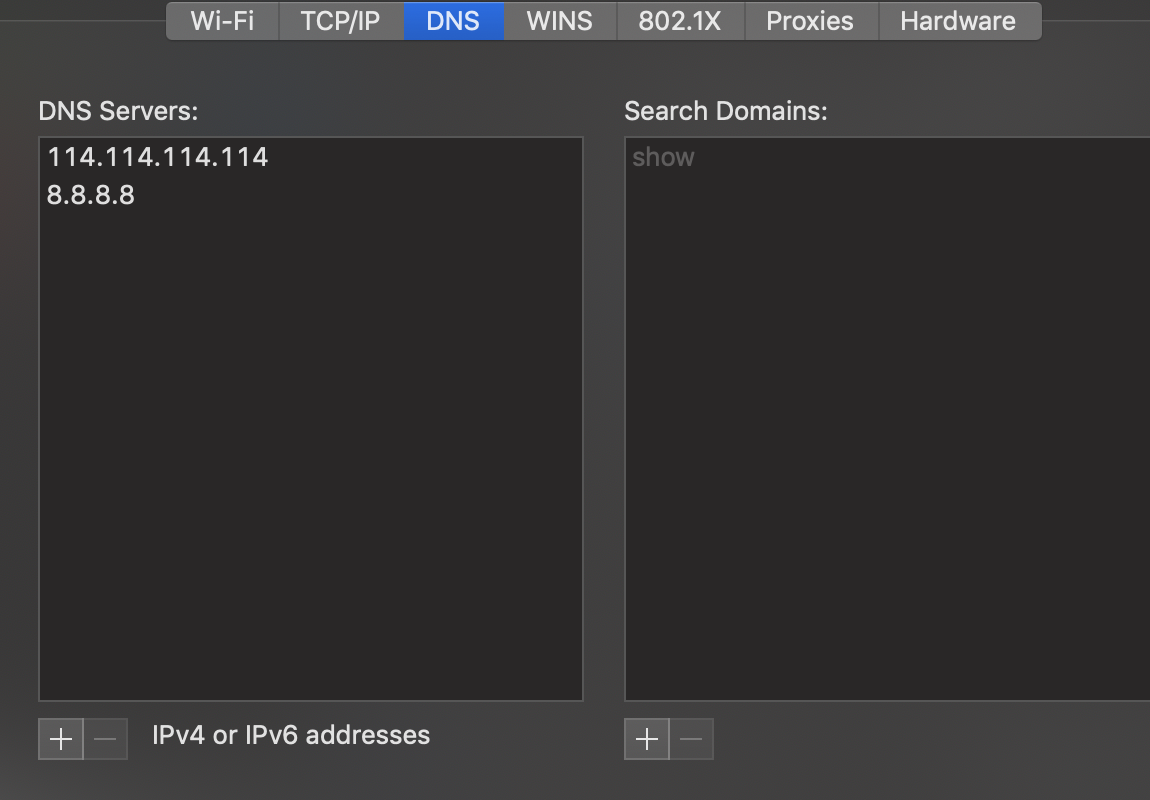 Wi-Fi TCP/IP DNS WINS 802.1X Proxies Hardware
DNS Servers:
114.114.114.114
8.8.8.8
IPv4 or IPv6 addresses
Search Domains:
show